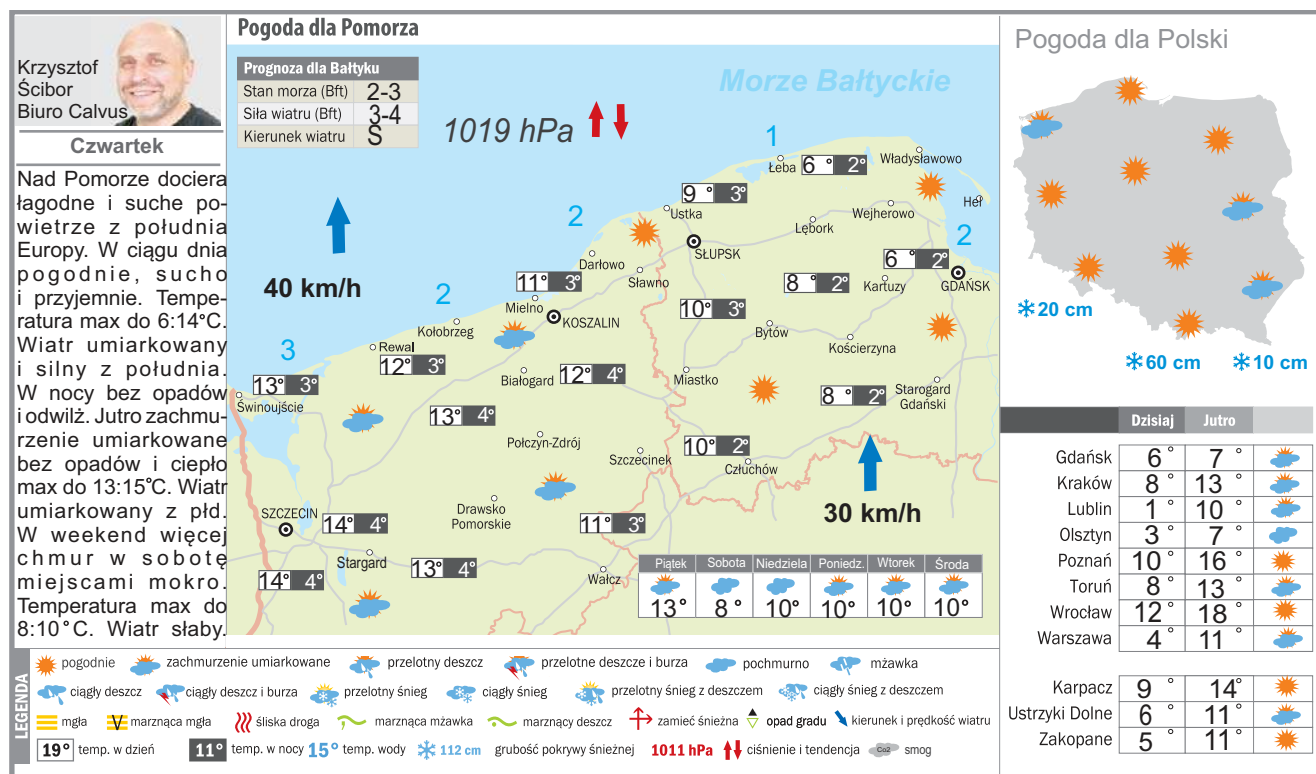 Krzysztof
Ścibor
Biuro Calvus
Czwartek
Nad Pomorze dociera
łagodne i suche po-
wietrze z południa
Europy. W ciągu dnia
pogodnie, sucho
i przyjemnie. Tempe-
ratura max do 6:14°C.
Wiatr umiarkowany
i silny z południa.
W nocy bez opadów
i odwilż. Jutro zachmu-
rzenie umiarkowane
bez opadów i ciepło
max do 13:15°C. Wiatr
umiarkowany z płd.
W weekend więcej
chmur w sobotę
miejscami mokro.
Temperatura max do
8:10°C. Wiatr słaby.
Pogoda dla Pomorza
Prognoza dla Bałtyku
Stan morza (Bft) 2-3
Siła wiatru (Bft) 3-4
Kierunek wiatru S
1019 hPa
Morze Bałtyckie
1
Łeba
6° 2°
Władysławowo
Hel
9° 3°
Ustka
Wejherowo
Lębork
2
SŁUPSK
2
Darłowo
6° 2°
GDAŃSK
40 km/h
11° 3°
Sławno
8° 2°
Kartuzy
2
Mielno
10° 3°
Kołobrzeg
KOSZALIN
Bytów
Kościerzyna
Rewal
3
12° 3°
Białogard
12° 4°
Miastko
13° 3°
Świnoujście
8° 2°
Starogard
Gdański
13° 4°
Połczyn-Zdrój
10° 2°
Szczecinek
Człuchów
Drawsko
Pomorskie
30 km/h
SZCZECIN
14° 4°
11° 3°
Stargard
13° 4°
14° 4°
Wałcz
Piątek Sobota Niedziela Poniedz. Wtorek Środa
13° 8° 10° 10° 10° 10°
Pogoda dla Polski
20 cm
60 cm 10 cm
Dzisiaj Jutro
Gdańsk 6° 7°
Kraków 8° 13°
Lublin 1° 10°
Olsztyn 3° 7°
Poznań 10° 16°
Toruń 8° 13°
Wrocław 12° 18°
Warszawa 4° 11°
Karpacz 9° 14°
Ustrzyki Dolne 6° 11°
Zakopane 5° 11°
LEGENDA
pogodnie zachmurzenie umiarkowane przelotny deszcz przelotne deszcze i burza pochmurno mżawka
ciągły deszcz ciągły deszcz i burza przelotny śnieg ciągły śnieg przelotny śnieg z deszczem ciągły śnieg z deszczem
mgła marznąca mgła śliska droga marznąca mżawka marznący deszcz zamieć śnieżna opad gradu kierunek i prędkość wiatru
19° temp. w dzień 11° temp. w nocy 15° temp. wody 112 cm grubość pokrywy śnieżnej 1011 hPa ciśnienie i tendencja Co2 smog